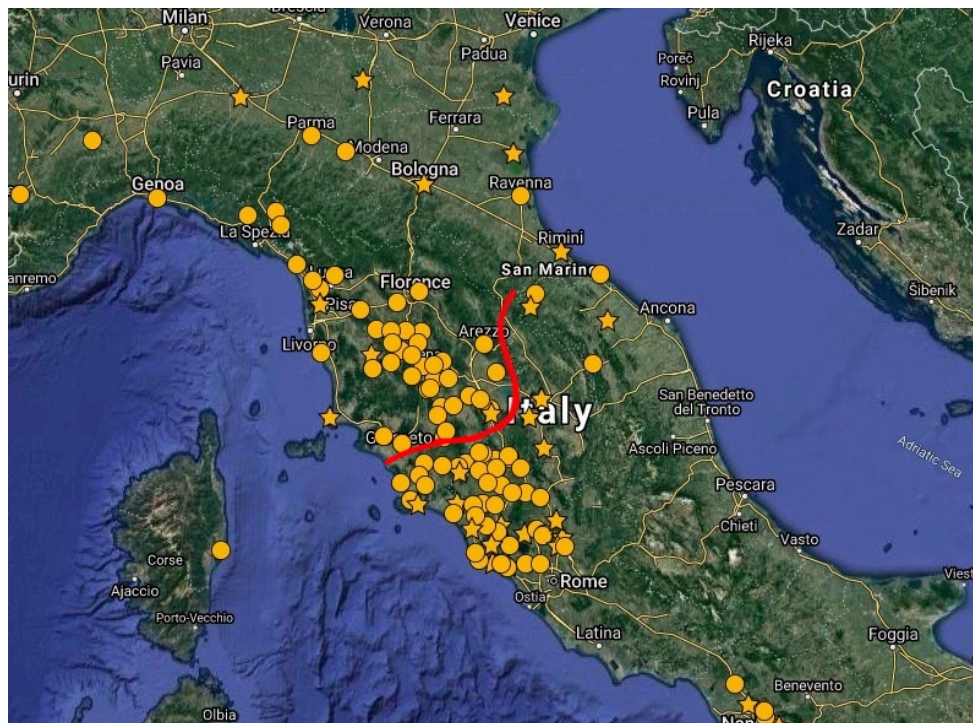 Milan
Brescia
Verona
Venice
Padua
Pavia
Rijeka
Poreč
Rovinj
Pula
Croatia
urin
Parma
Ferrara
Modena
Bologna
Genoa
Ravenna
La Spezia
Zadar
Rimini
San Marino
anremo
Florence
Pisa
Ancona
Šibenik
Livorno
Arezzo
Italy
San Benedetto
del Tronto
Ascoli Piceno
Adriatic Sea
Pescara
Chieti
Vasto
Corse
Ajaccio
Rome
Ostia
Viest
Porto-Vecchio
Latina
Foggia
Benevento
Olbia